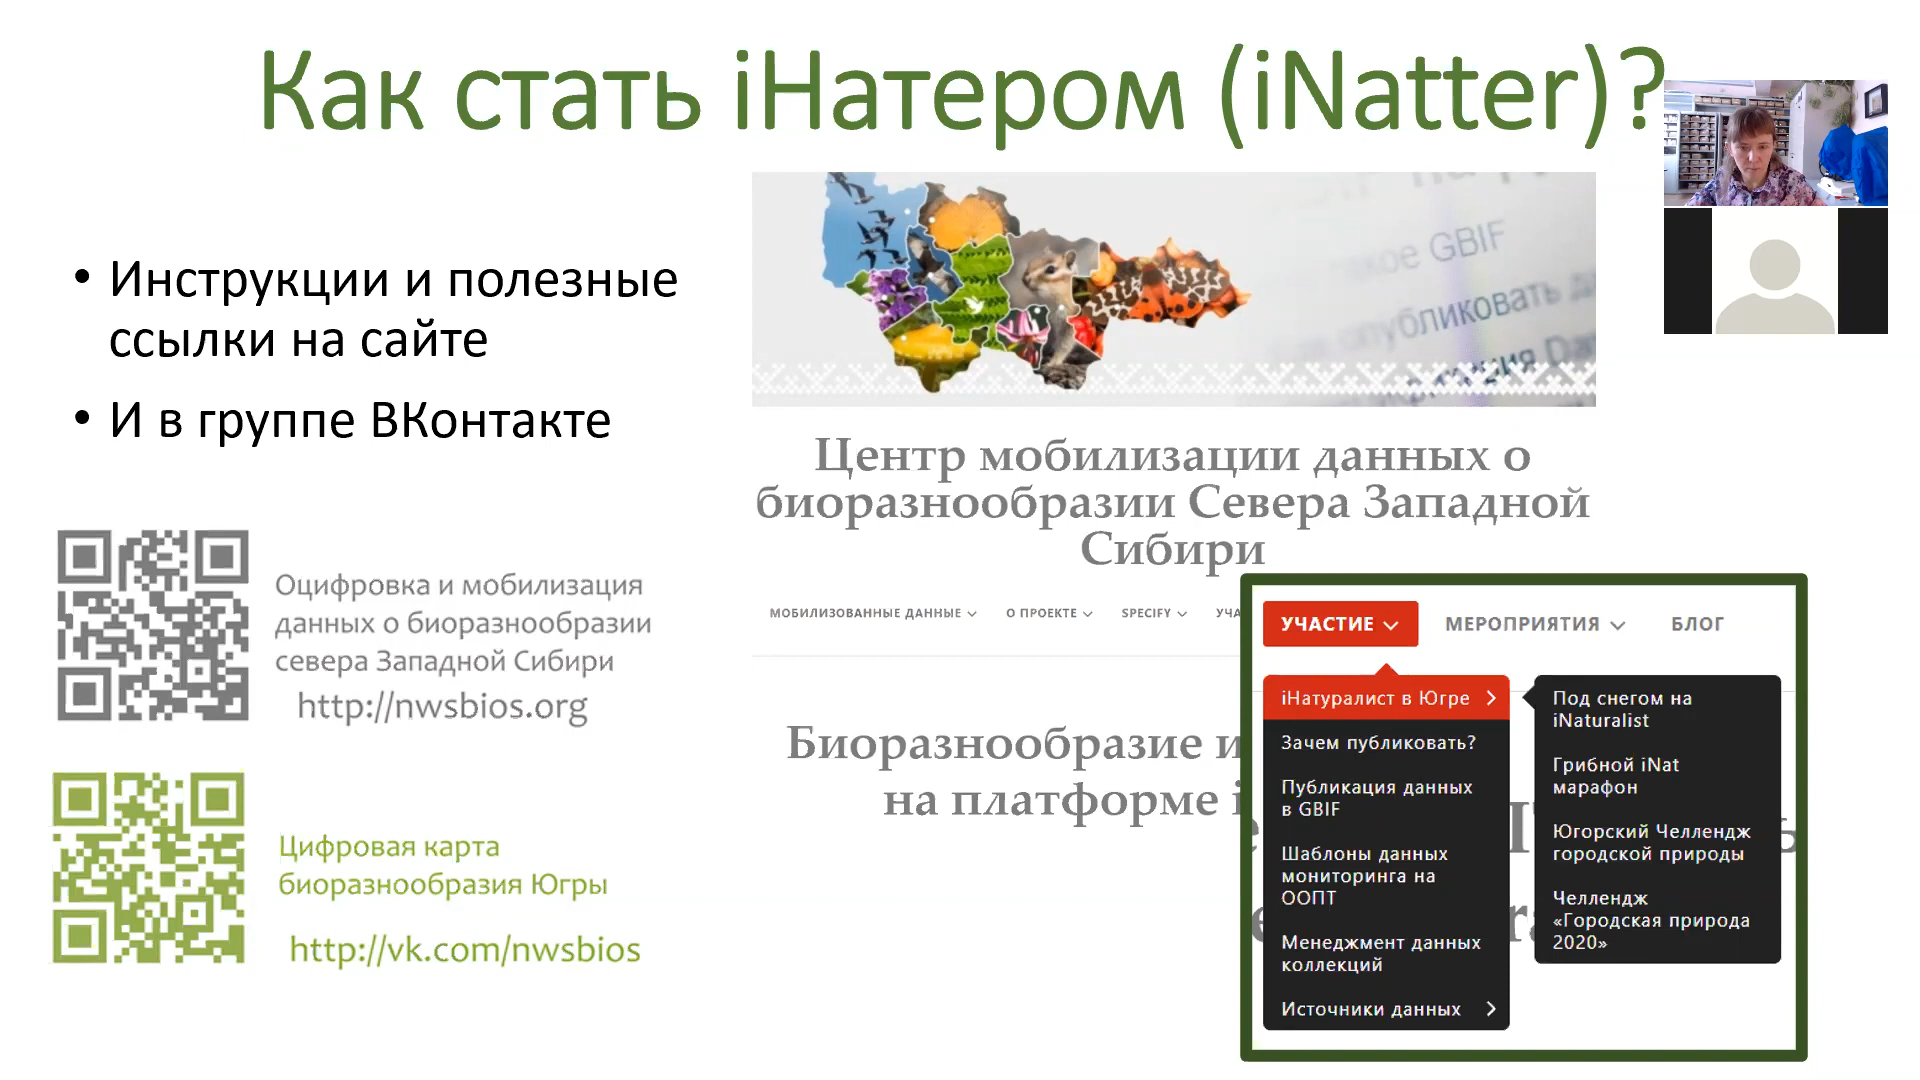 Как стать iНатером (iNatter)?
• Инструкции и полезные
ссылки на сайте
• И в группе ВКонтакте
Оцифровка и мобилизация
данных о биоразнообразии
севера Западной Сибири
http://nwsbios.org
Цифровая карта
биоразнообразия Югры
http://vk.com/nwsbios
GBIF
публиковать
Центр мобилизации данных о
биоразнообразии Севера Западной
Сибири
МОБИЛИЗОВАННЫЕ ДАННЫЕ
О ПРОЕКТЕ
SPECIFY
УЧА
Биоразнообразие и
на платформе i
УЧАСТИЕ
МЕРОПРИЯТИЯ
БЛОГ
iНатуралист в Югре
Зачем публиковать?
Публикация данных
в GBIF
Шаблоны данных
мониторинга на
ООПТ
Менеджмент данных
коллекций
Источники данных
Под снегом на
iNaturalist
Грибной iNat
марафон
Югорский Челлендж
городской природы
Челлендж
«Городская природа
2020»